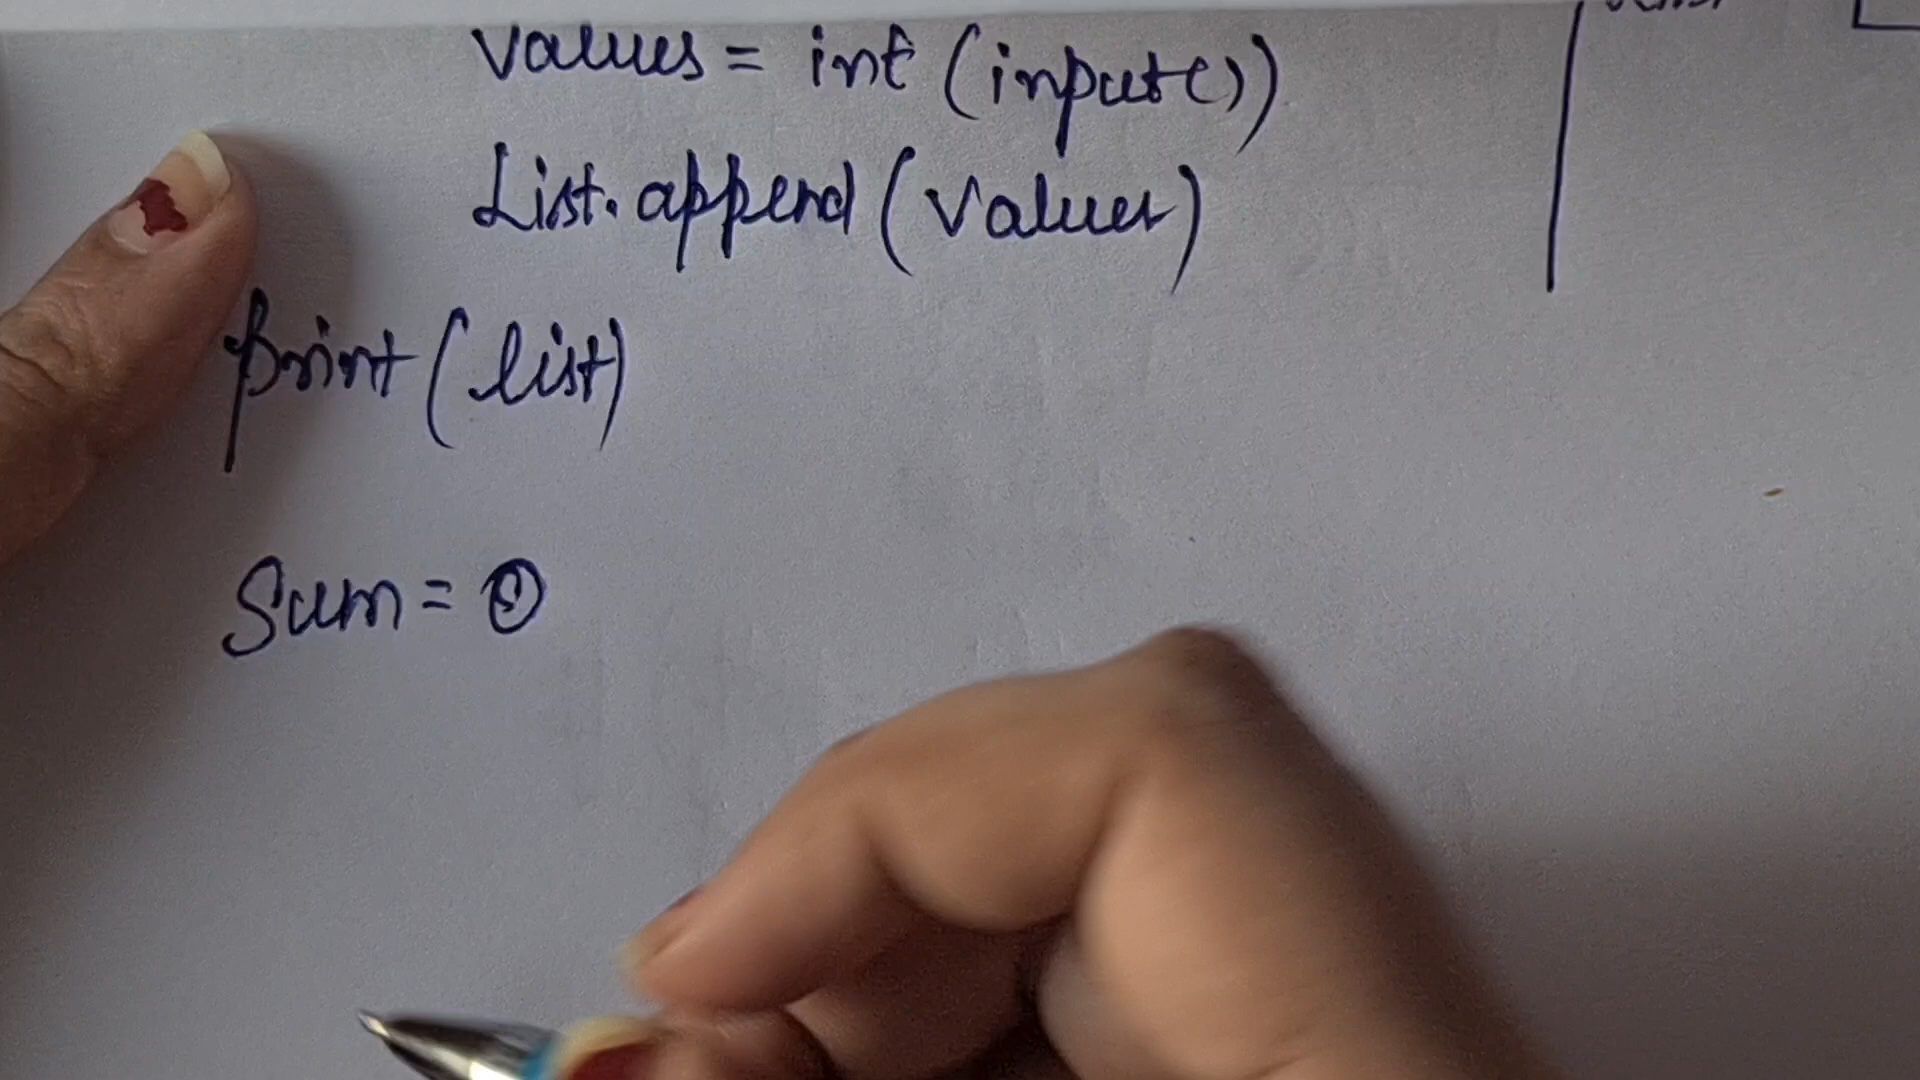 values = int (input())
List.append (values)
print (list)
Sum = 0